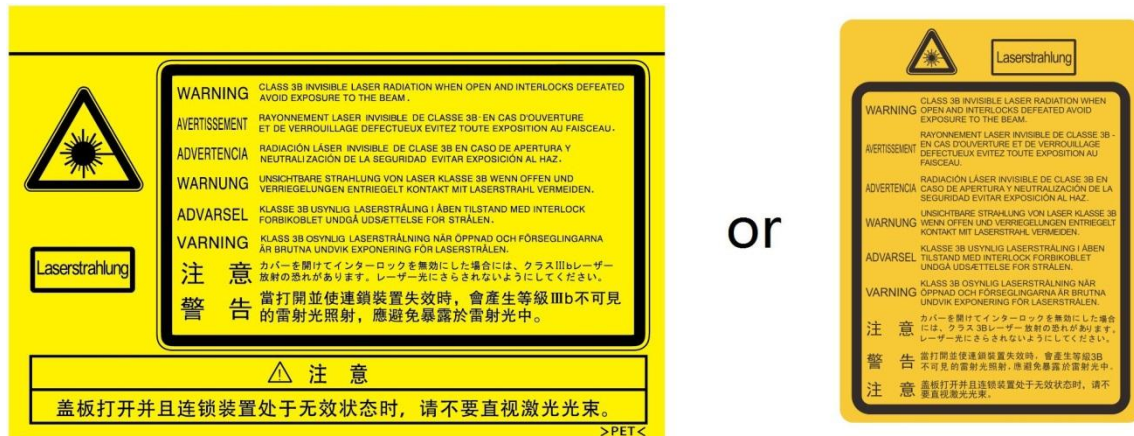 WARNING CLASS 3B INVISIBLE LASER RADIATION WHEN OPEN AND INTERLOCKS DEFEATED
AVOID EXPOSURE TO THE BEAM.
AVERTISSEMENT RAYONNEMENT LASER INVISIBLE DE CLASSE 3B-EN CAS D'OUVERTURE
ET DE VERROUILLAGE DEFECTUEUX EVITEZ TOUTE EXPOSITION AU FAISCEAU.
ADVERTENCIA RADIACIÓN LÁSER INVISIBLE DE CLASE 3B EN CASO DE APERTURA Y
NEUTRALIZACIÓN DE LA SEGURIDAD EVITAR EXPOSICIÓN AL HAZ.
WARNUNG UNSICHTBARE STRAHLUNG VON LASER KLASSE 3B WENN OFFEN UND
VERRIEGELUNGEN ENTRIEGELT KONTAKT MIT LASERSTRAHL VERMEIDEN.
ADVARSEL KLASSE 3B USYNLIG LASERSTRÅLING I ÅBEN TILSTAND MED INTERLOCK
FORBIKOBLET UNDGÅ UDSÆTTELSE FOR STRÅLEN.
VARNING KLASS 3B OSYNLIG LASERSTRÅLNING NÄR ÖPPNAD OCH FÖRSEGLINGARNA
ÄR BRUTNA UNDVIK EXPONERING FÖR LASERSTRÅLEN.
注 意 カバーを開けてインターロックを無効にした場合には、クラスⅢbレーザー
放射の恐れがあります。レーザー光にさらされないようにしてください。
警 告 當打開並使連鎖裝置失效時，會產生等級Ⅲb不可見
的雷射光照射，應避免暴露於雷射光中。
Laserstrahlung
⚠ 注 意
盖板打开并且连锁装置处于无效状态时，请不要直视激光光束。
>PET<
or
Laserstrahlung
WARNING CLASS 3B INVISIBLE LASER RADIATION WHEN
OPEN AND INTERLOCKS DEFEATED AVOID
EXPOSURE TO THE BEAM.
AVERTISSEMENT RAYONNEMENT LASER INVISIBLE DE CLASSE 3B -
EN CAS D'OUVERTURE ET DE VERROUILLAGE
DEFECTUEUX EVITEZ TOUTE EXPOSITION AU
FAISCEAU.
ADVERTENCIA RADIACIÓN LÁSER INVISIBLE DE CLASE 3B EN
CASO DE APERTURA Y NEUTRALIZACIÓN DE LA
SEGURIDAD EVITAR EXPOSICIÓN AL HAZ.
WARNUNG UNSICHTBARE STRAHLUNG VON LASER KLASSE 3B
WENN OFFEN UND VERRIEGELUNGEN ENTRIEGELT
KONTAKT MIT LASERSTRAHL VERMEIDEN.
ADVARSEL KLASSE 3B USYNLIG LASERSTRÅLING I ÅBEN
TILSTAND MED INTERLOCK FORBIKOBLET
UNDGÅ UDSÆTTELSE FOR STRÅLEN.
VARNING KLASS 3B OSYNLIG LASERSTRÅLNING NÄR
ÖPPNAD OCH FÖRSEGLINGARNA ÄR BRUTNA
UNDVIK EXPONERING FÖR LASERSTRÅLEN.
注 意 カバーを開けてインターロックを無効にした場合
には、クラス 3Bレーザー放射の恐れがあります。
レーザー光にさらされないようにしてください。
警 告 當打開並使連鎖裝置失效時，會產生等級3B
不可見的雷射光照射，應避免暴露於雷射光中。
注 意 盖板打开并且连锁装置处于无效状态时，请不
要直视激光光束。